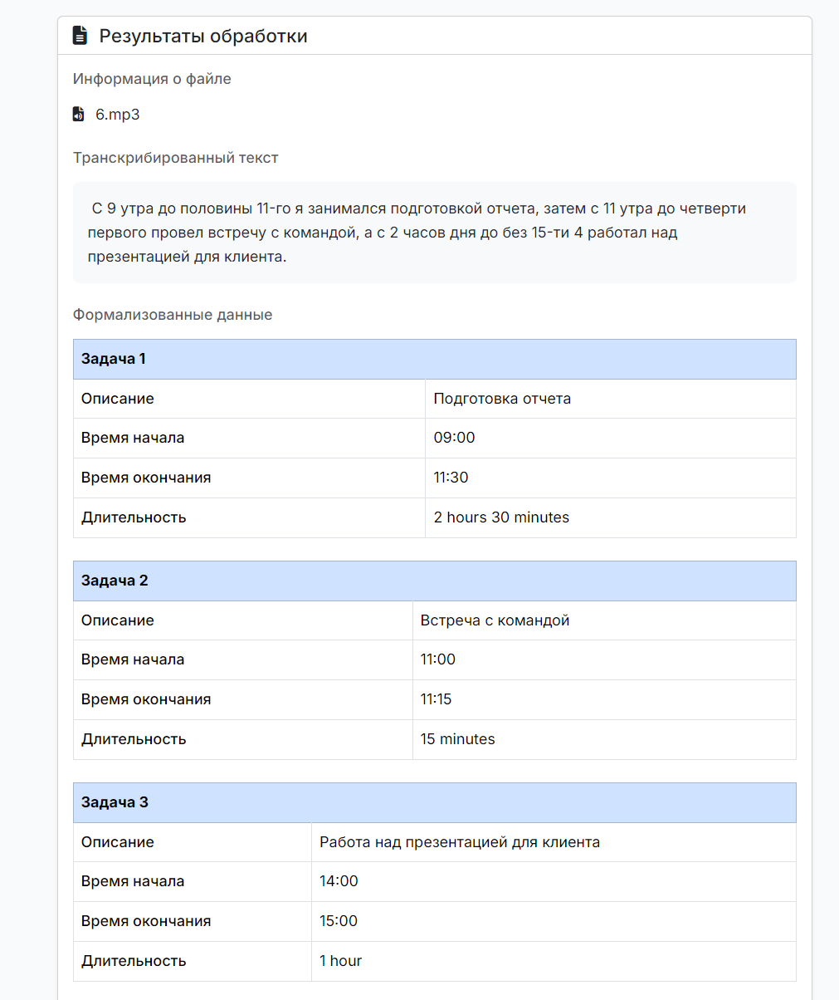 Результаты обработки
Информация о файле
6.mp3
Транскрибированный текст
С 9 утра до половины 11-го я занимался подготовкой отчета, затем с 11 утра до четверти
первого провел встречу с командой, а с 2 часов дня до без 15-ти 4 работал над
презентацией для клиента.
Формализованные данные
Задача 1
Описание Подготовка отчета
Время начала 09:00
Время окончания 11:30
Длительность 2 hours 30 minutes
Задача 2
Описание Встреча с командой
Время начала 11:00
Время окончания 11:15
Длительность 15 minutes
Задача 3
Описание Работа над презентацией для клиента
Время начала 14:00
Время окончания 15:00
Длительность 1 hour